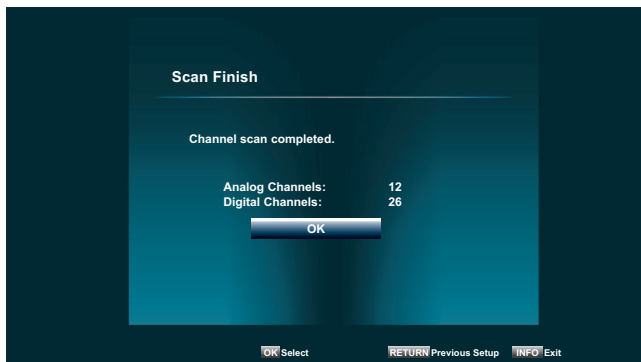 Scan Finish
Channel scan completed.
Analog Channels: 12
Digital Channels: 26
OK
OK Select RETURN Previous Setup INFO Exit